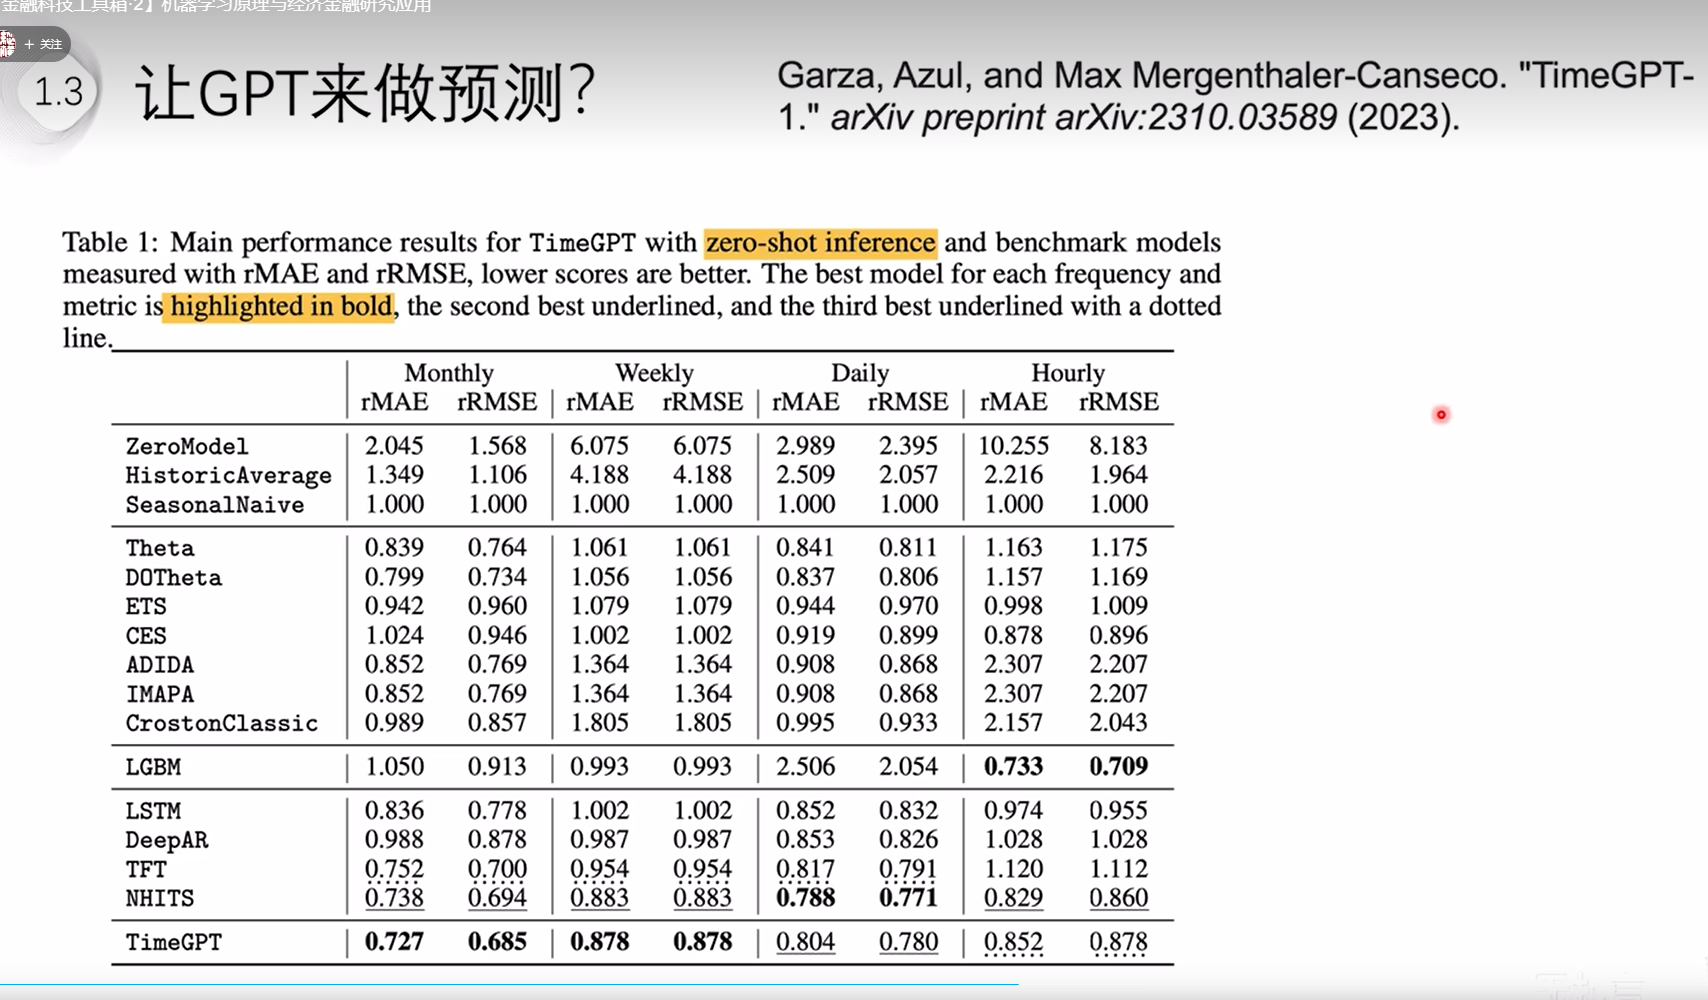 金融科技工具箱·2】机器学习原理与经济金融研究应用
+ 关注
1.3 让GPT来做预测?
Garza, Azul, and Max Mergenthaler-Canseco. "TimeGPT-
1." arXiv preprint arXiv:2310.03589 (2023).
Table 1: Main performance results for TimeGPT with zero-shot inference and benchmark models
measured with rMAE and rRMSE, lower scores are better. The best model for each frequency and
metric is highlighted in bold, the second best underlined, and the third best underlined with a dotted
line.
Monthly Weekly Daily Hourly
rMAE rRMSE rMAE rRMSE rMAE rRMSE rMAE rRMSE
ZeroModel 2.045 1.568 6.075 6.075 2.989 2.395 10.255 8.183
HistoricAverage 1.349 1.106 4.188 4.188 2.509 2.057 2.216 1.964
SeasonalNaive 1.000 1.000 1.000 1.000 1.000 1.000 1.000 1.000
Theta 0.839 0.764 1.061 1.061 0.841 0.811 1.163 1.175
DOTheta 0.799 0.734 1.056 1.056 0.837 0.806 1.157 1.169
ETS 0.942 0.960 1.079 1.079 0.944 0.970 0.998 1.009
CES 1.024 0.946 1.002 1.002 0.919 0.899 0.878 0.896
ADIDA 0.852 0.769 1.364 1.364 0.908 0.868 2.307 2.207
IMAPA 0.852 0.769 1.364 1.364 0.908 0.868 2.307 2.207
CrostonClassic 0.989 0.857 1.805 1.805 0.995 0.933 2.157 2.043
LGBM 1.050 0.913 0.993 0.993 2.506 2.054 0.733 0.709
LSTM 0.836 0.778 1.002 1.002 0.852 0.832 0.974 0.955
DeepAR 0.988 0.878 0.987 0.987 0.853 0.826 1.028 1.028
TFT 0.752 0.700 0.954 0.954 0.817 0.791 1.120 1.112
NHITS 0.738 0.694 0.883 0.883 0.788 0.771 0.829 0.860
TimeGPT 0.727 0.685 0.878 0.878 0.804 0.780 0.852 0.878